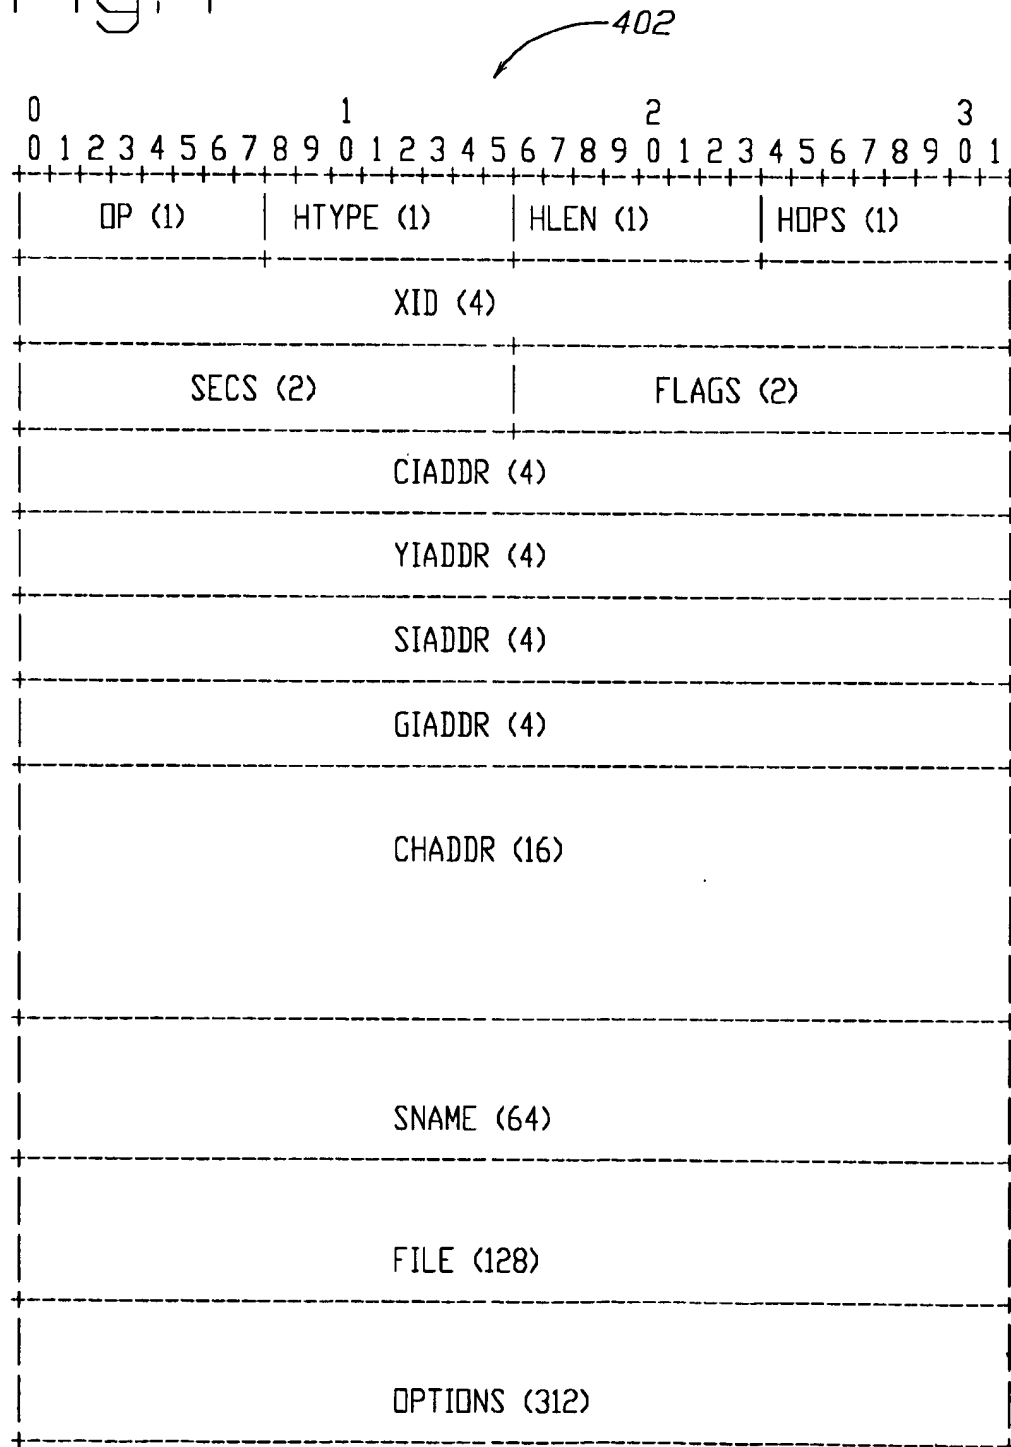 402
0 1 2 3
0 1 2 3 4 5 6 7 8 9 0 1 2 3 4 5 6 7 8 9 0 1 2 3 4 5 6 7 8 9 0 1
OP (1) HTYPE (1) HLEN (1) HOPS (1)
XID (4)
SECS (2) FLAGS (2)
CIADDR (4)
YIADDR (4)
SIADDR (4)
GIADDR (4)
CHADDR (16)
SNAME (64)
FILE (128)
OPTIONS (312)